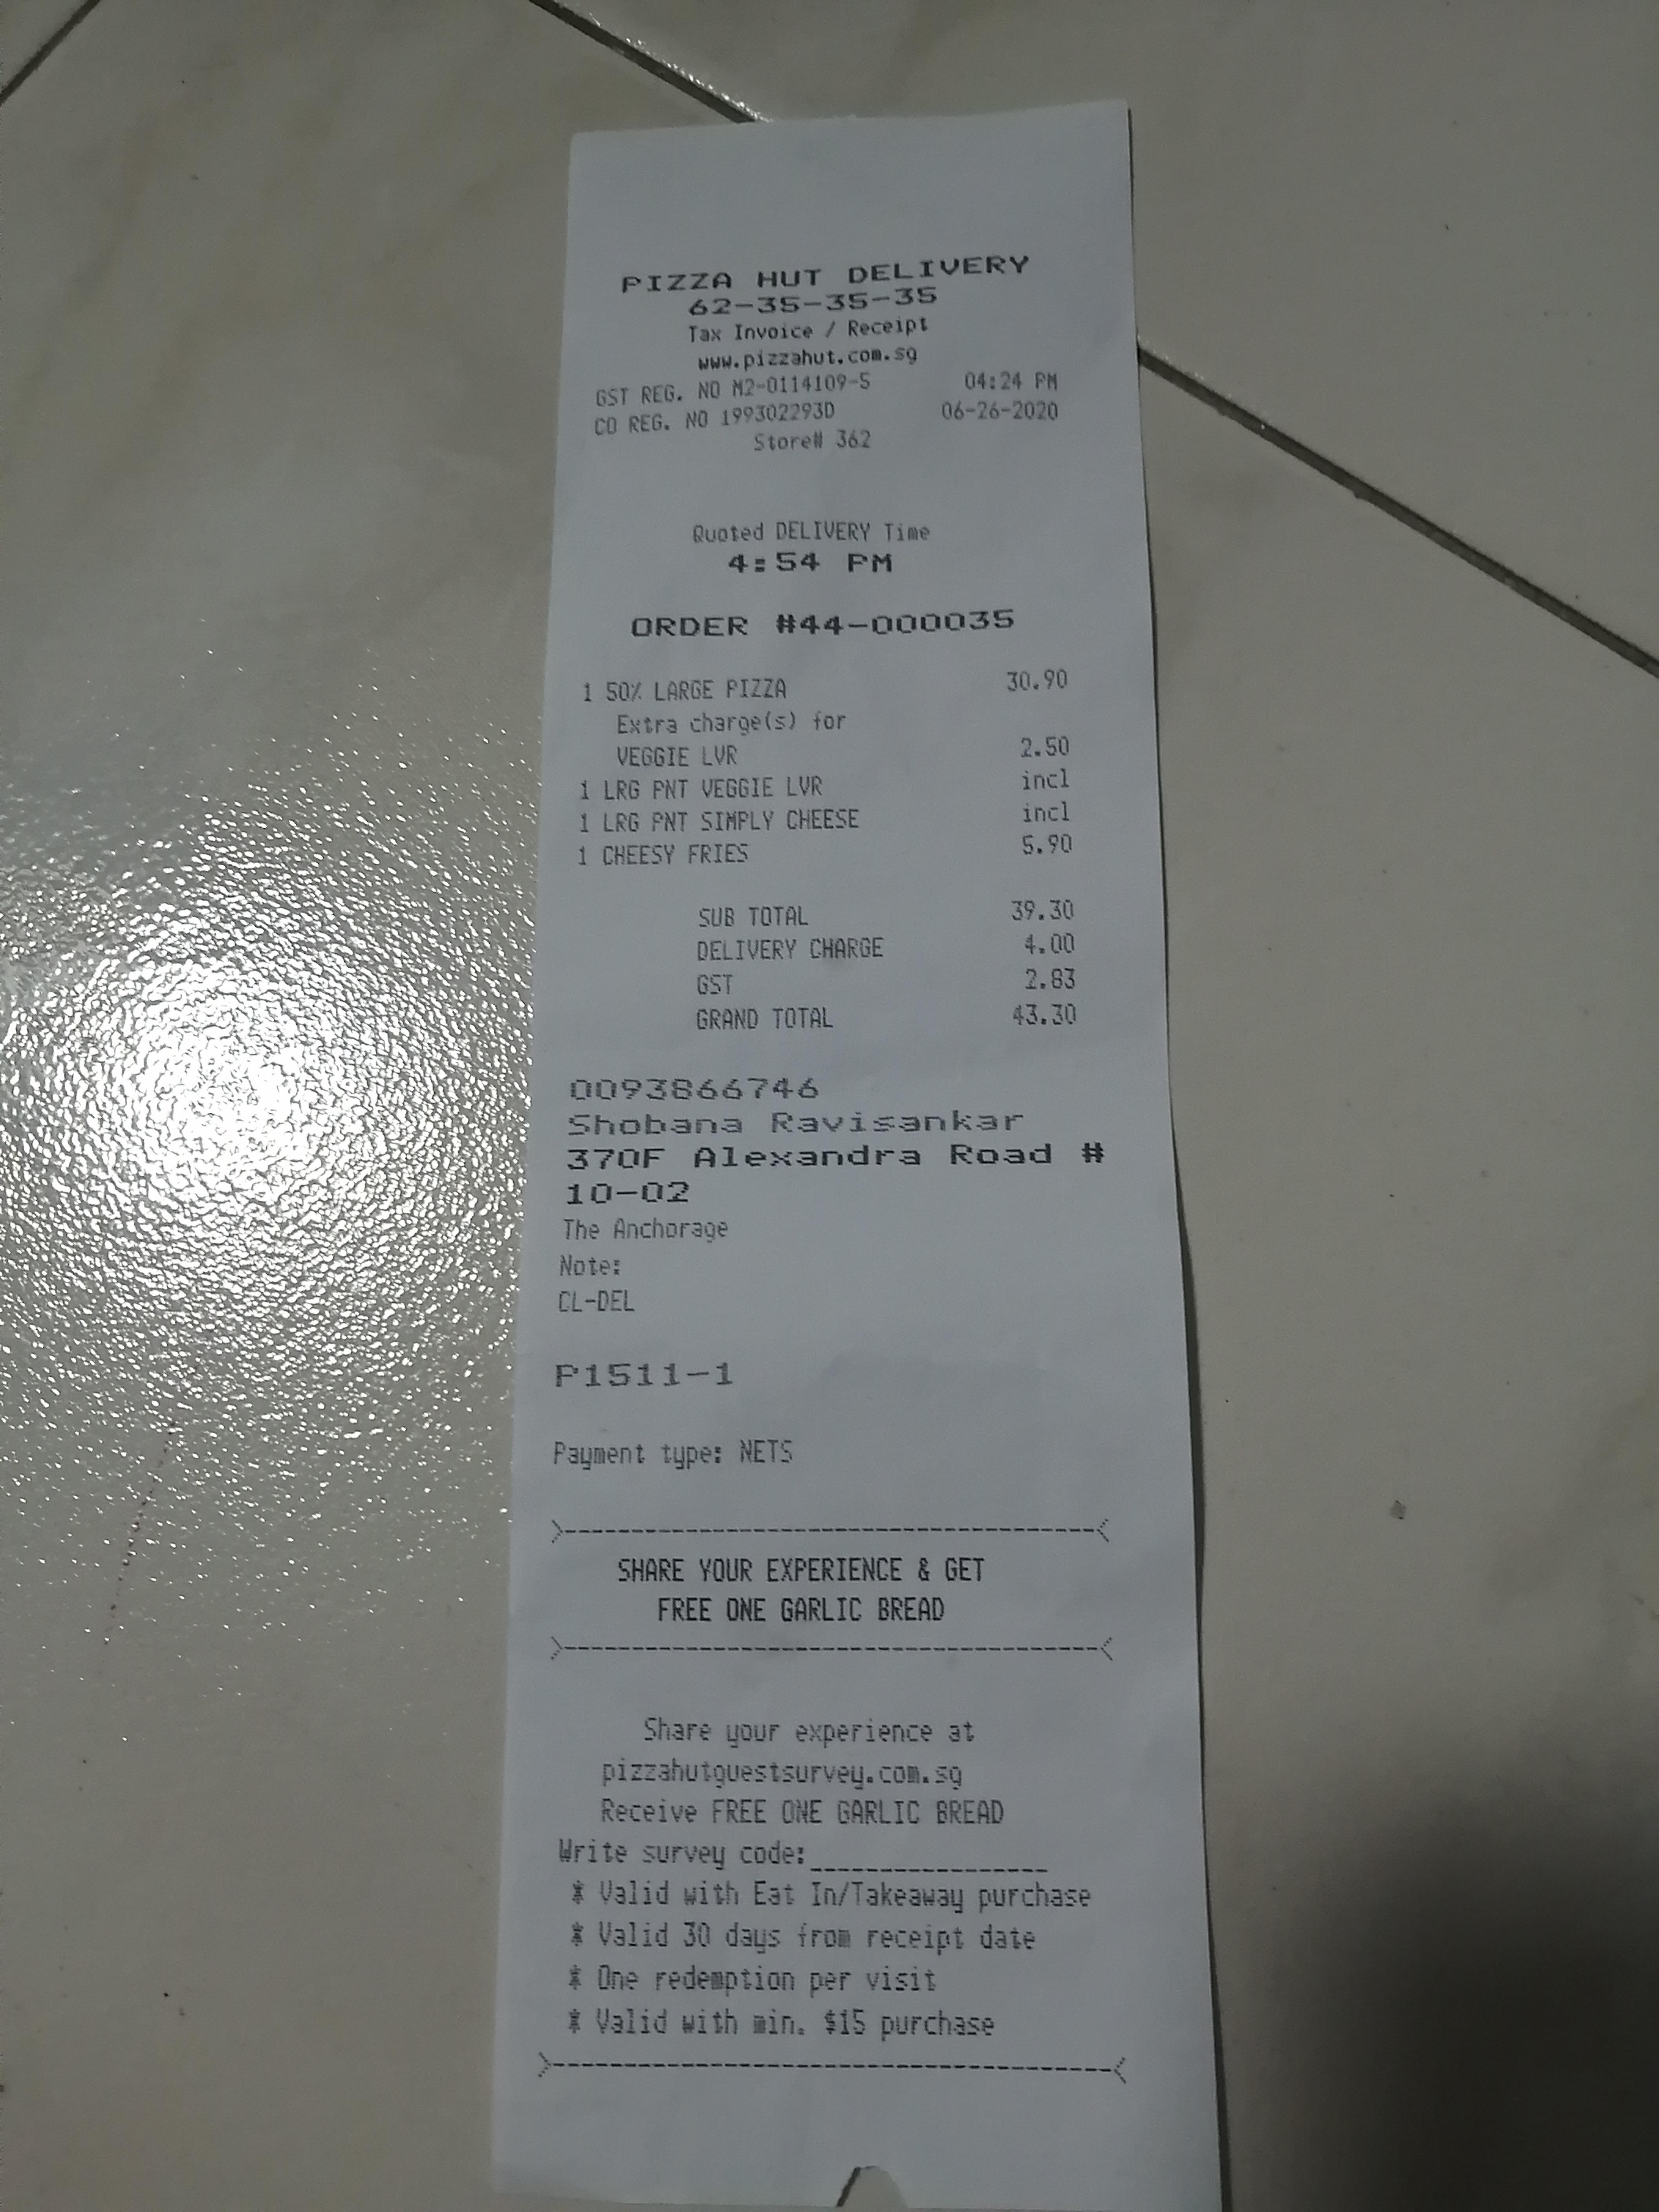 PIZZA HUT DELIVERY
62-35-35-35
Tax Invoice / Receipt
www.pizzahut.com.sg
GST REG. NO M2-0114109-5 04:24 PM
CO REG. NO 199302293D 06-26-2020
Store# 362
Quoted DELIVERY Time
4:54 PM
ORDER #44-000035
1 50% LARGE PIZZA 30.90
Extra charge(s) for
VEGGIE LVR 2.50
1 LRG PNT VEGGIE LVR incl
1 LRG PNT SIMPLY CHEESE incl
1 CHEESY FRIES 5.90
SUB TOTAL 39.30
DELIVERY CHARGE 4.00
GST 2.83
GRAND TOTAL 43.30
0093866746
Shobana Ravisankar
370F Alexandra Road #
10-02
The Anchorage
Note:
CL-DEL
P1511-1
Payment type: NETS
>----------------------------------------<
SHARE YOUR EXPERIENCE & GET
FREE ONE GARLIC BREAD
>----------------------------------------<
Share your experience at
pizzahutguestsurvey.com.sg
Receive FREE ONE GARLIC BREAD
Write survey code:_________________
* Valid with Eat In/Takeaway purchase
* Valid 30 days from receipt date
* One redemption per visit
* Valid with min. $15 purchase
>----------------------------------------<